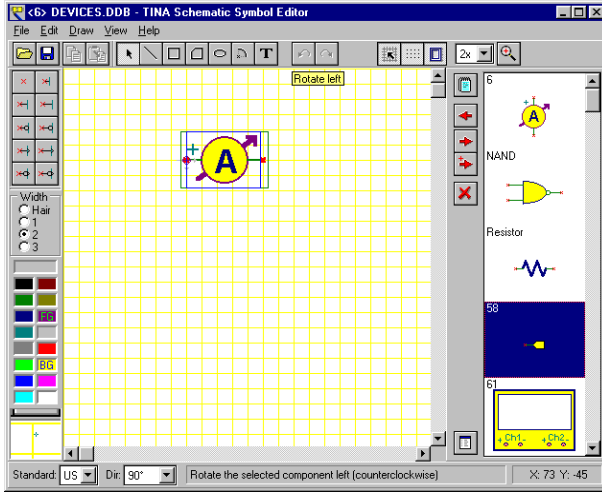 <6> DEVICES.DDB - TINA Schematic Symbol Editor
File Edit Draw View Help
T
2x
Rotate left
6
A
A
NAND
Width
Hair
1
2
3
Resistor
FG
BG
58
61
+ Ch1 - + Ch2 -
Standard: US Dir: 90° Rotate the selected component left (counterclockwise) X: 73 Y: -45